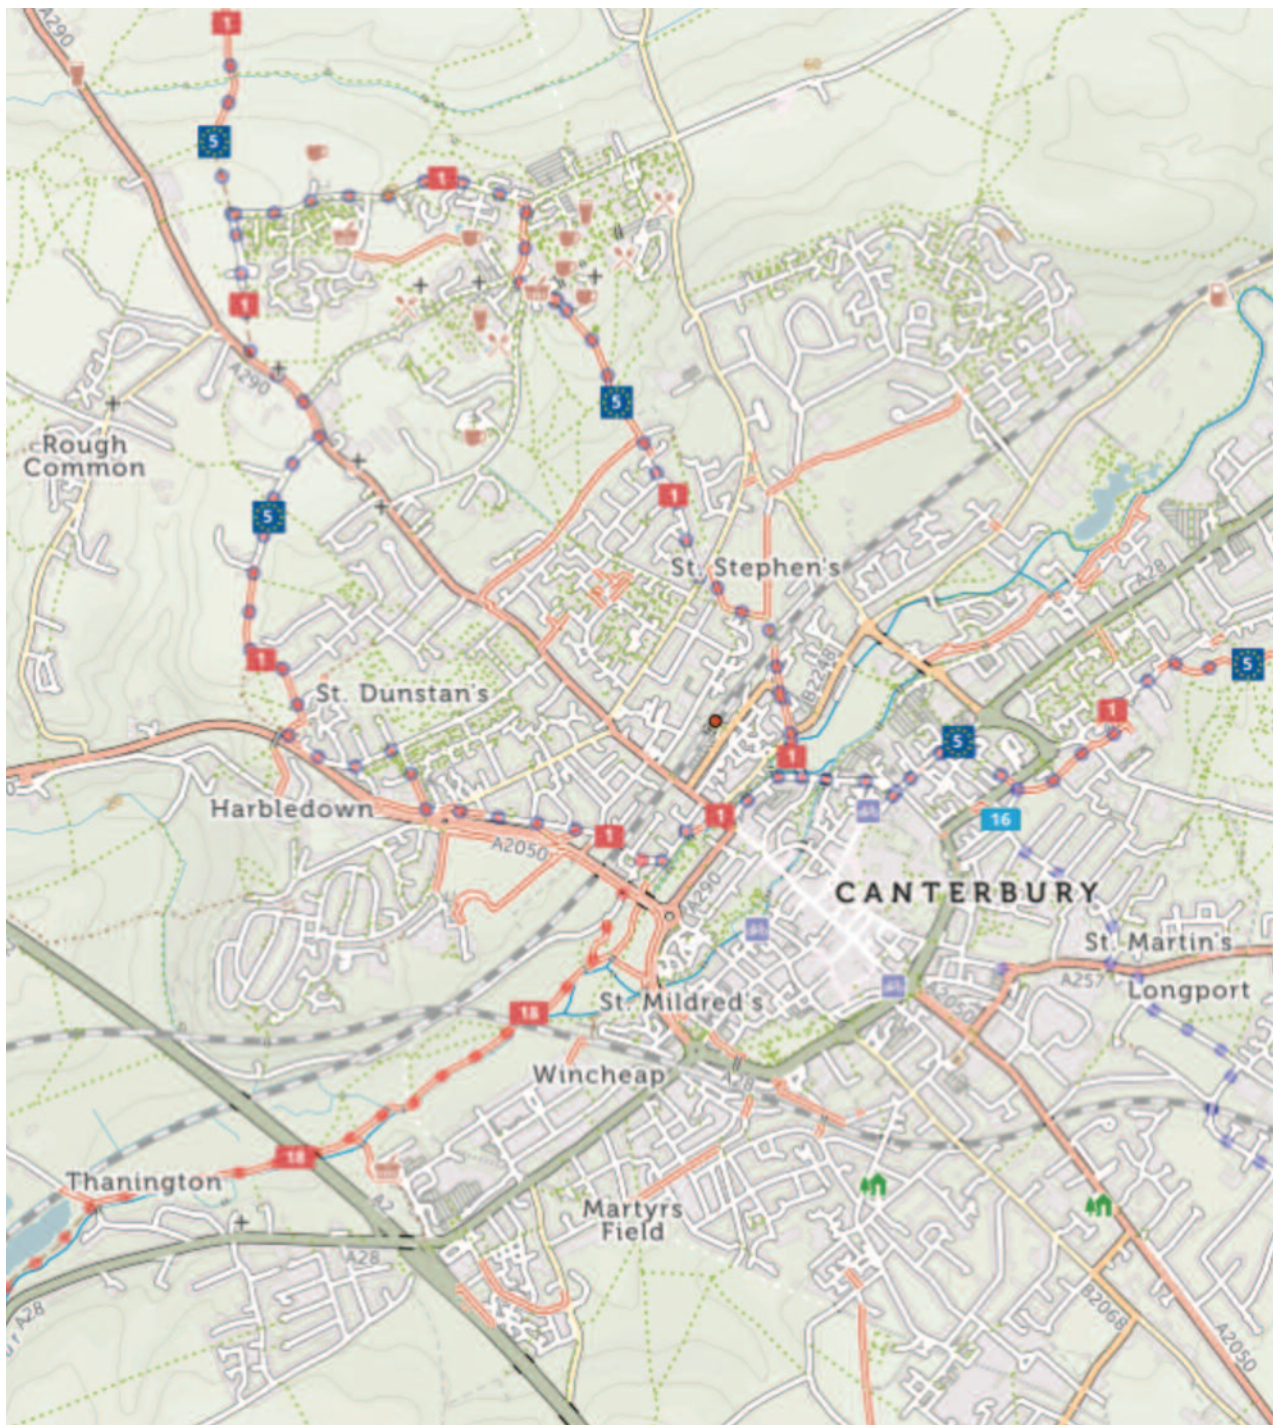 A290
1
5
1
1
A290
5
Rough
Common
5
1
St. Stephen's
A28
1
St. Dunstan's
B2248
5
1
5
1
Harbledown
1
1
16
A2050
A290
CANTERBURY
St. Martin's
A257
Longport
18
St. Mildred's
A2050
Wincheap
A28
18
Thanington
A2
Martyrs
Field
A28
A28
B2068
A2050